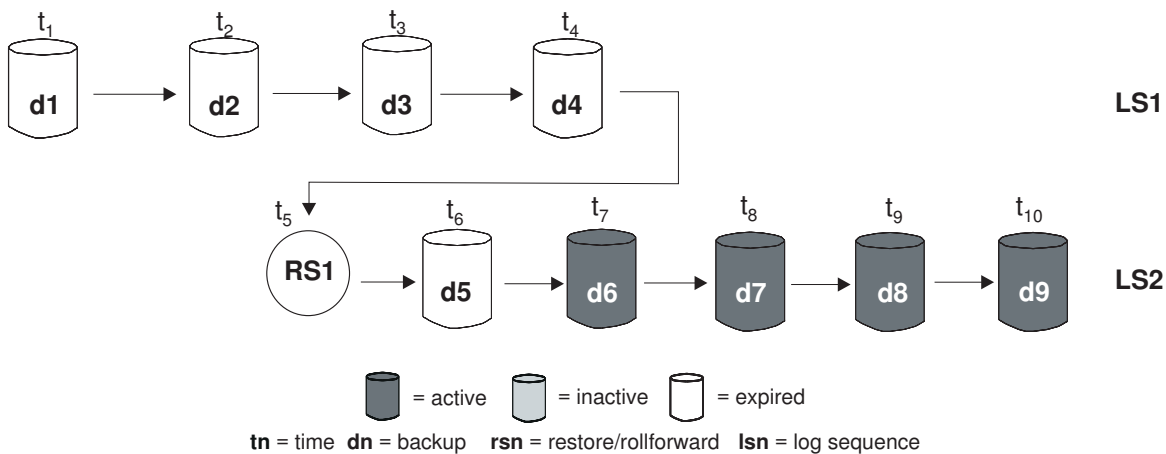 t1 t2 t3 t4
d1 d2 d3 d4 LS1
t5 t6 t7 t8 t9 t10
RS1 d5 d6 d7 d8 d9 LS2
= active = inactive = expired
tn = time dn = backup rsn = restore/rollforward lsn = log sequence